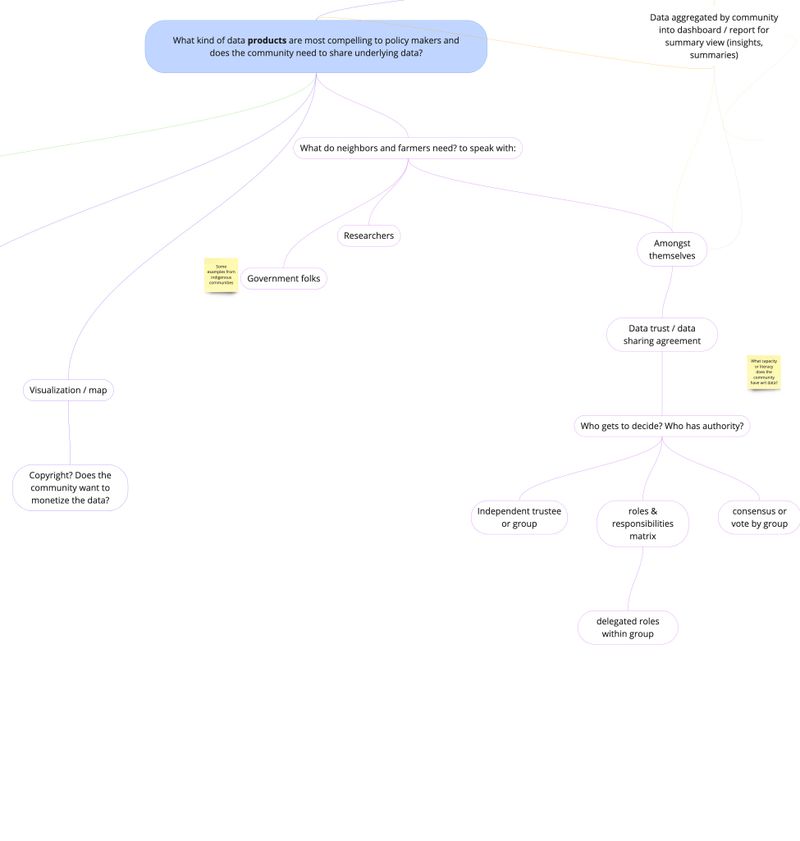 Data aggregated by community
into dashboard / report for
summary view (insights,
summaries)
What kind of data products are most compelling to policy makers and
does the community need to share underlying data?
What do neighbors and farmers need? to speak with:
Researchers
Amongst
themselves
Some
examples from
indigenous
communities
Government folks
Data trust / data
sharing agreement
What capacity
or literacy
does the
community
have wrt data?
Visualization / map
Who gets to decide? Who has authority?
Copyright? Does the
community want to
monetize the data?
Independent trustee
or group
roles &
responsibilities
matrix
consensus or
vote by group
delegated roles
within group